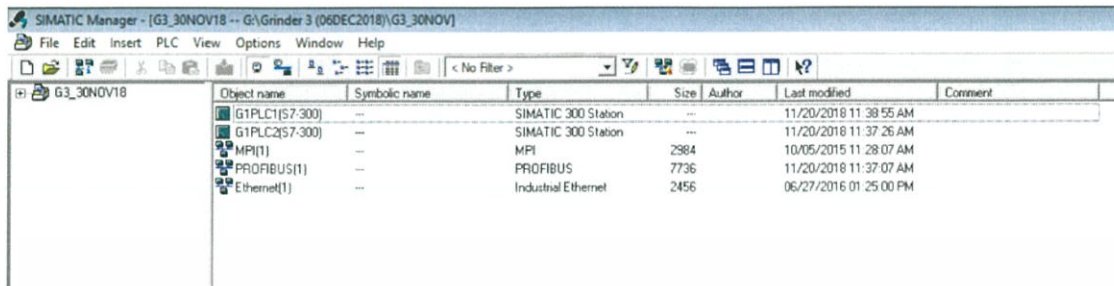 SIMATIC Manager - [G3_30NOV18 -- G:\Grinder 3 (06DEC2018)\G3_30NOV]
File Edit Insert PLC View Options Window Help
< No Filter >
G3_30NOV18
Object name Symbolic name Type Size Author Last modified Comment
G1PLC1(S7-300) --- SIMATIC 300 Station --- 11/20/2018 11:38:55 AM
G1PLC2(S7-300) --- SIMATIC 300 Station --- 11/20/2018 11:37:26 AM
MPI(1) --- MPI 2984 10/05/2015 11:28:07 AM
PROFIBUS(1) --- PROFIBUS 7736 11/20/2018 11:37:07 AM
Ethernet(1) --- Industrial Ethernet 2456 06/27/2016 01:25:00 PM